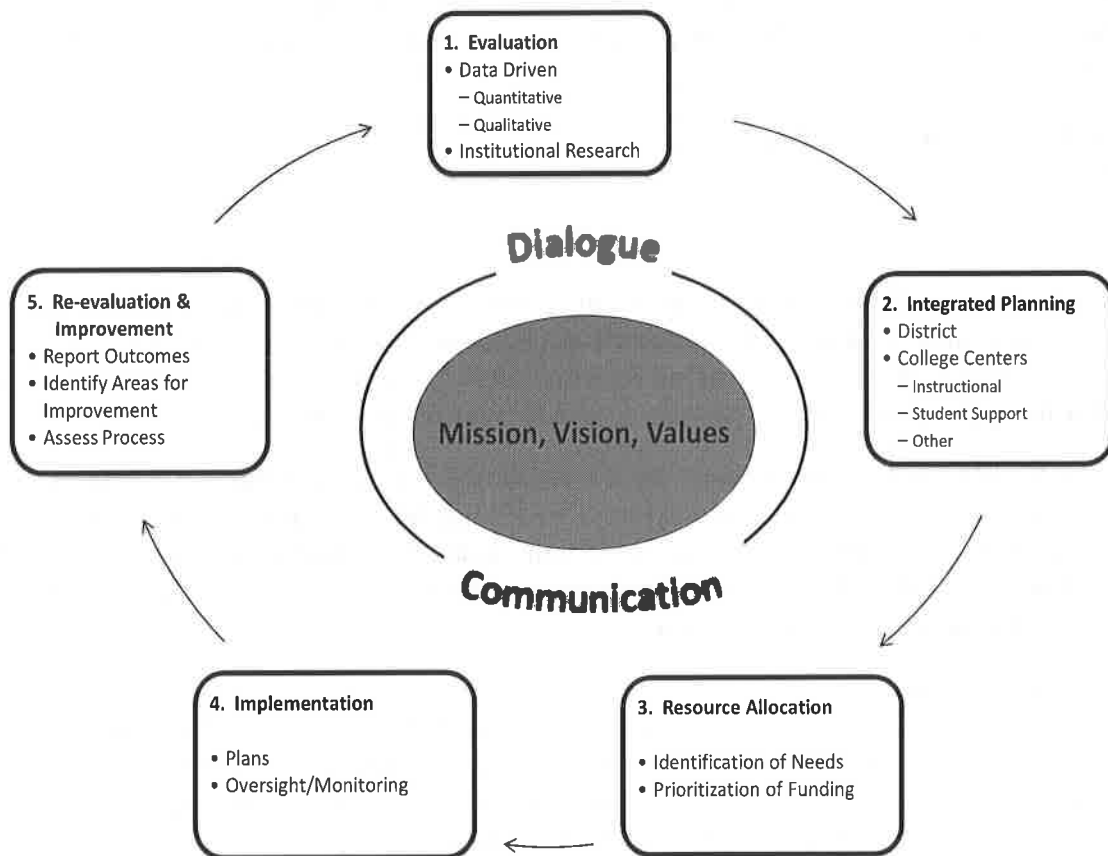 1. Evaluation
• Data Driven
– Quantitative
– Qualitative
• Institutional Research
Dialogue
5. Re-evaluation &
Improvement
• Report Outcomes
• Identify Areas for
Improvement
• Assess Process
2. Integrated Planning
• District
• College Centers
– Instructional
– Student Support
– Other
Mission, Vision, Values
Communication
4. Implementation
• Plans
• Oversight/Monitoring
3. Resource Allocation
• Identification of Needs
• Prioritization of Funding